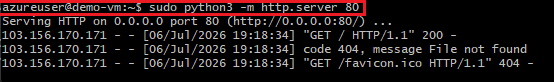 azureuser@demo-vm:~$ sudo python3 -m http.server 80
Serving HTTP on 0.0.0.0 port 80 (http://0.0.0.0:80/) ...
103.156.170.171 - - [06/Jul/2026 19:18:34] "GET / HTTP/1.1" 200 -
103.156.170.171 - - [06/Jul/2026 19:18:34] code 404, message File not found
103.156.170.171 - - [06/Jul/2026 19:18:34] "GET /favicon.ico HTTP/1.1" 404 -